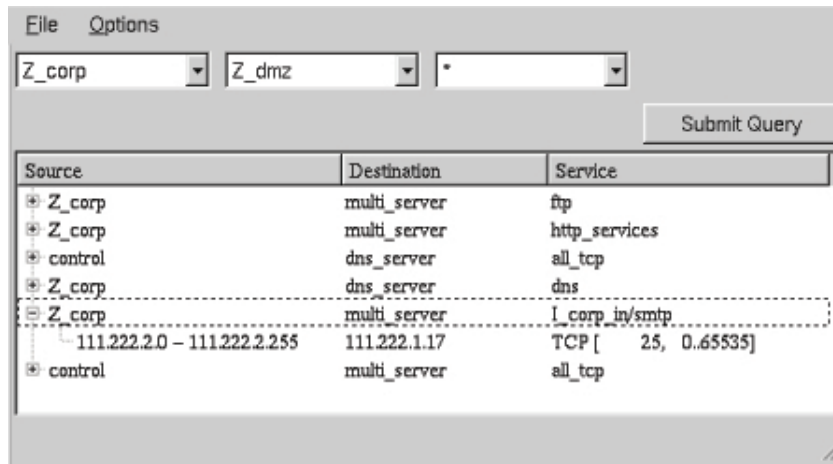 File Options
Z_corp Z_dmz *
Submit Query
Source Destination Service
Z_corp multi_server ftp
Z_corp multi_server http_services
control dns_server all_tcp
Z_corp dns_server dns
Z_corp multi_server I_corp_in/smtp
111.222.2.0 – 111.222.2.255 111.222.1.17 TCP [ 25, 0..65535]
control multi_server all_tcp